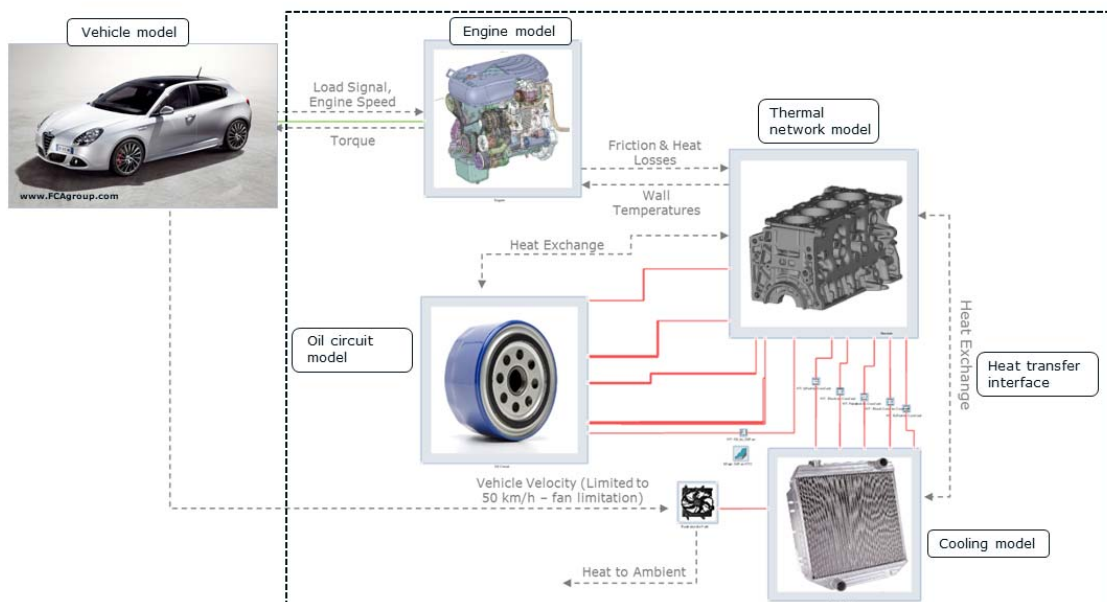 Vehicle model
www.FCAgroup.com
Load Signal,
Engine Speed
Torque
Engine model
Friction & Heat
Losses
Wall
Temperatures
Thermal
network model
Heat Exchange
Oil circuit
model
Heat Exchange
Heat transfer
interface
Vehicle Velocity (Limited to
50 km/h – fan limitation)
Cooling model
Heat to Ambient